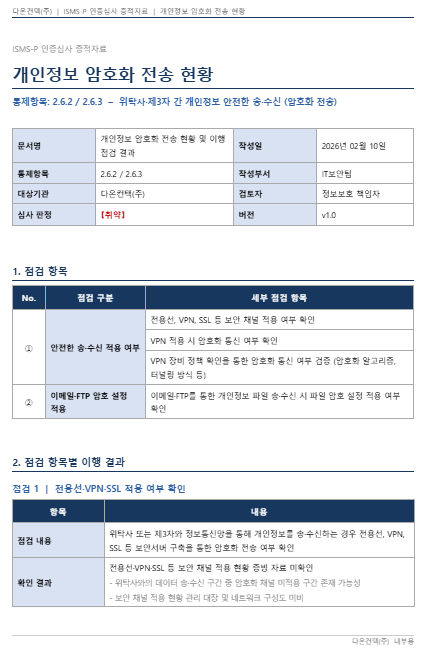 다온컨택(주) | ISMS-P 인증심사 증적자료 | 개인정보 암호화 전송 현황
ISMS-P 인증심사 증적자료
개인정보 암호화 전송 현황
통제항목: 2.6.2 / 2.6.3 – 위탁사·제3자 간 개인정보 안전한 송·수신 (암호화 전송)
문서명 개인정보 암호화 전송 현황 및 이행 점검 결과 작성일 2026년 02월 10일
통제항목 2.6.2 / 2.6.3 작성부서 IT보안팀
대상기관 다온컨택(주) 검토자 정보보호 책임자
심사 판정 [취약] 버전 v1.0
1. 점검 항목
No. 점검 구분 세부 점검 항목
① 안전한 송·수신 적용 여부 전용선, VPN, SSL 등 보안 채널 적용 여부 확인
VPN 적용 시 암호화 통신 여부 확인
VPN 장비 정책 확인을 통한 암호화 통신 여부 검증 (암호화 알고리즘,
터널링 방식 등)
② 이메일·FTP 암호 설정 적용 이메일·FTP를 통한 개인정보 파일 송·수신 시 파일 암호 설정 적용 여부
확인
2. 점검 항목별 이행 결과
점검 1 | 전용선·VPN·SSL 적용 여부 확인
항목 내용
점검 내용 위탁사 또는 제3자와 정보통신망을 통해 개인정보를 송·수신하는 경우 전용선, VPN,
SSL 등 보안서버 구축을 통한 암호화 전송 여부 확인
확인 결과 전용선·VPN·SSL 등 보안 채널 적용 현황 증빙 자료 미확인
- 위탁사와의 데이터 송·수신 구간 중 암호화 채널 미적용 구간 존재 가능성
- 보안 채널 적용 현황 관리 대장 및 네트워크 구성도 미비
다온컨택(주) 내부용